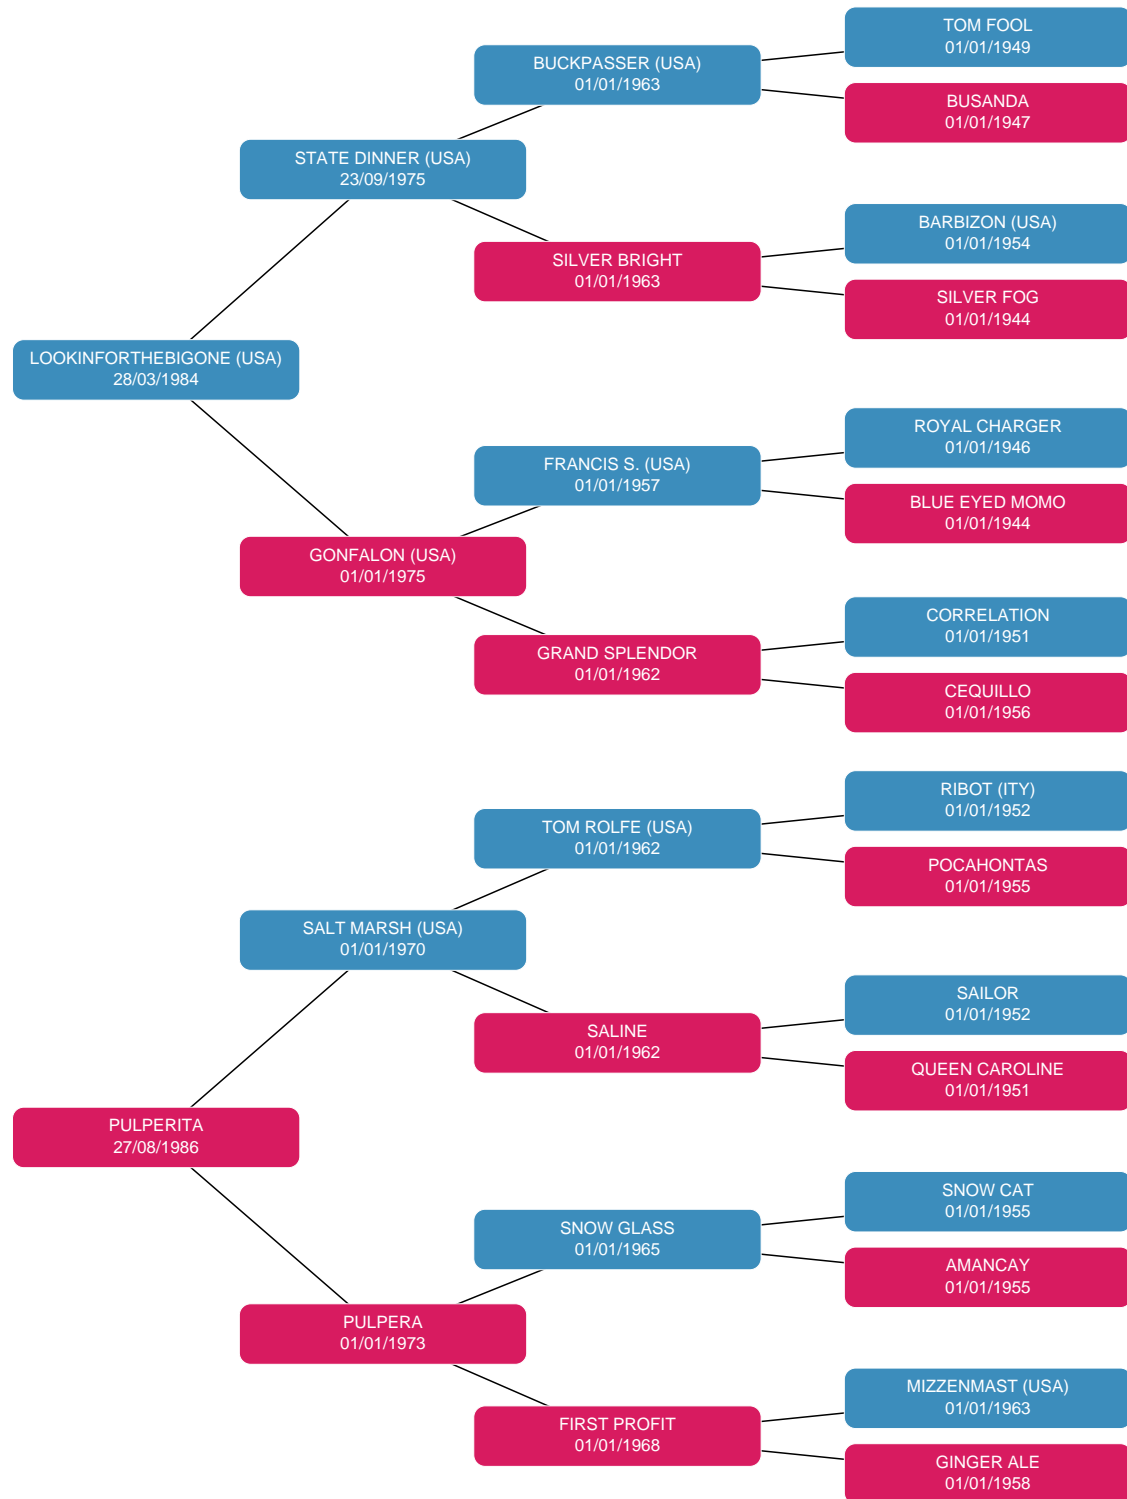 TOM FOOL
01/01/1949
BUCKPASSER (USA)
01/01/1963
BUSANDA
01/01/1947
STATE DINNER (USA)
23/09/1975
BARBIZON (USA)
01/01/1954
SILVER BRIGHT
01/01/1963
SILVER FOG
01/01/1944
LOOKINFORTHEBIGONE (USA)
28/03/1984
ROYAL CHARGER
01/01/1946
FRANCIS S. (USA)
01/01/1957
BLUE EYED MOMO
01/01/1944
GONFALON (USA)
01/01/1975
CORRELATION
01/01/1951
GRAND SPLENDOR
01/01/1962
CEQUILLO
01/01/1956
RIBOT (ITY)
01/01/1952
TOM ROLFE (USA)
01/01/1962
POCAHONTAS
01/01/1955
SALT MARSH (USA)
01/01/1970
SAILOR
01/01/1952
SALINE
01/01/1962
QUEEN CAROLINE
01/01/1951
PULPERITA
27/08/1986
SNOW CAT
01/01/1955
SNOW GLASS
01/01/1965
AMANCAY
01/01/1955
PULPERA
01/01/1973
MIZZENMAST (USA)
01/01/1963
FIRST PROFIT
01/01/1968
GINGER ALE
01/01/1958